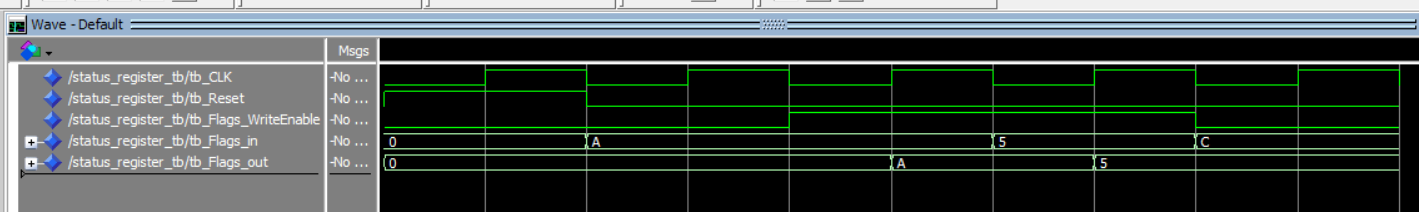 Wave - Default
Msgs
/status_register_tb/tb_CLK -No ...
/status_register_tb/tb_Reset -No ...
/status_register_tb/tb_Flags_WriteEnable -No ...
/status_register_tb/tb_Flags_in -No ... 0 A 5 C
/status_register_tb/tb_Flags_out -No ... 0 A 5